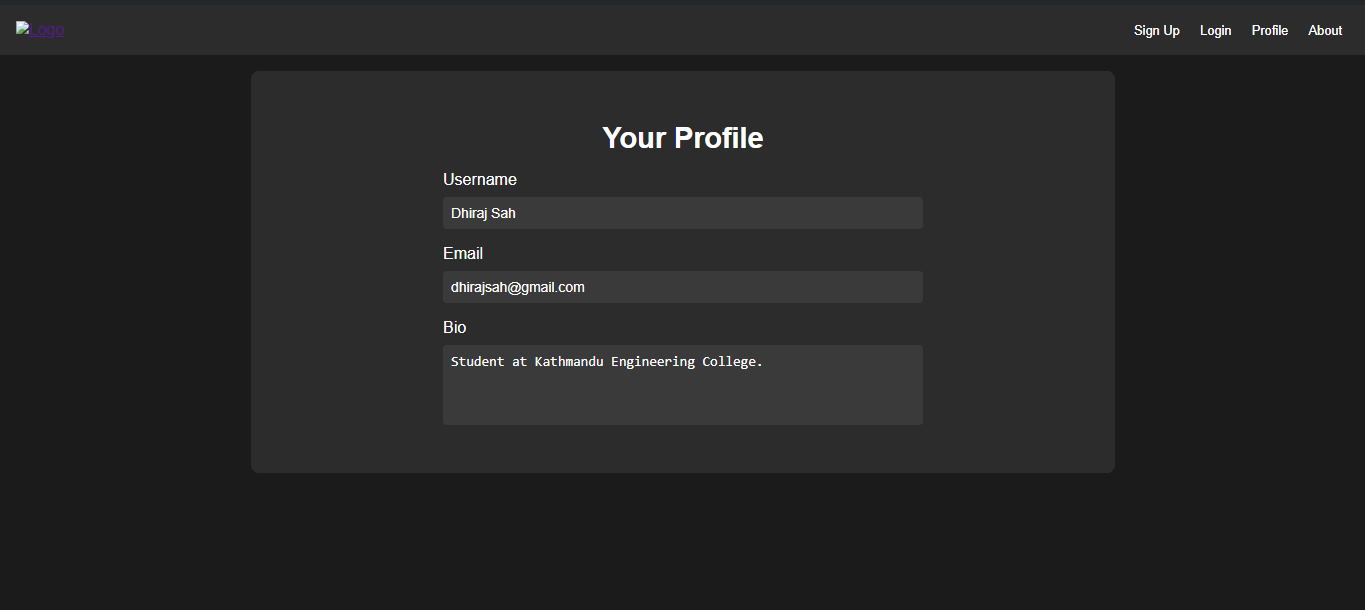 Logo
Sign Up Login Profile About
Your Profile
Username
Dhiraj Sah
Email
dhirajsah@gmail.com
Bio
Student at Kathmandu Engineering College.